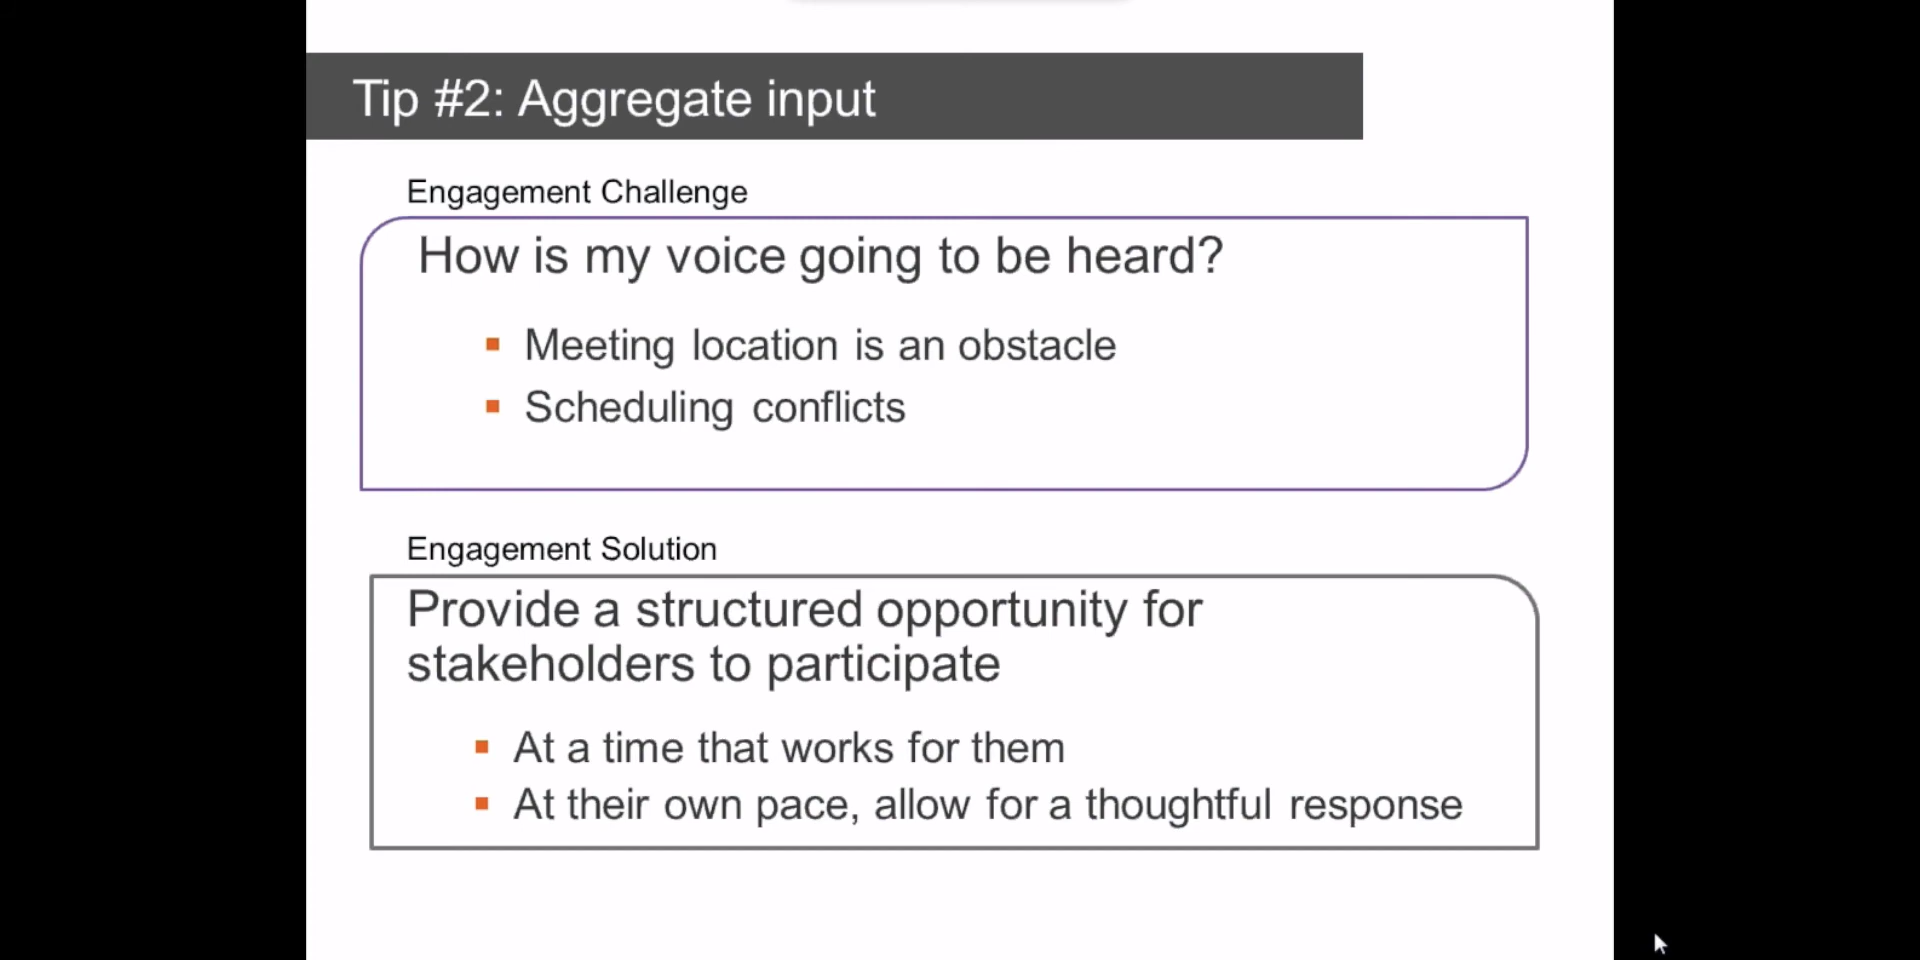 Tip #2: Aggregate input
Engagement Challenge
How is my voice going to be heard?
Meeting location is an obstacle
Scheduling conflicts
Engagement Solution
Provide a structured opportunity for
stakeholders to participate
At a time that works for them
At their own pace, allow for a thoughtful response